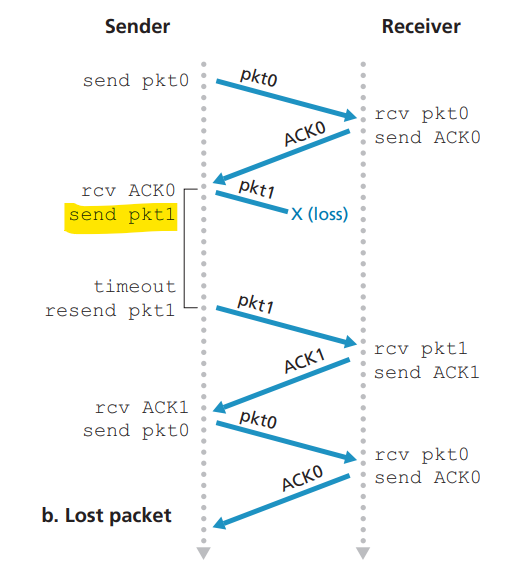 Sender
Receiver
send pkt0
pkt0
rcv pkt0
send ACK0
ACK0
rcv ACK0
send pkt1
pkt1
X (loss)
timeout
resend pkt1
pkt1
rcv pkt1
send ACK1
ACK1
rcv ACK1
send pkt0
pkt0
rcv pkt0
send ACK0
ACK0
b. Lost packet